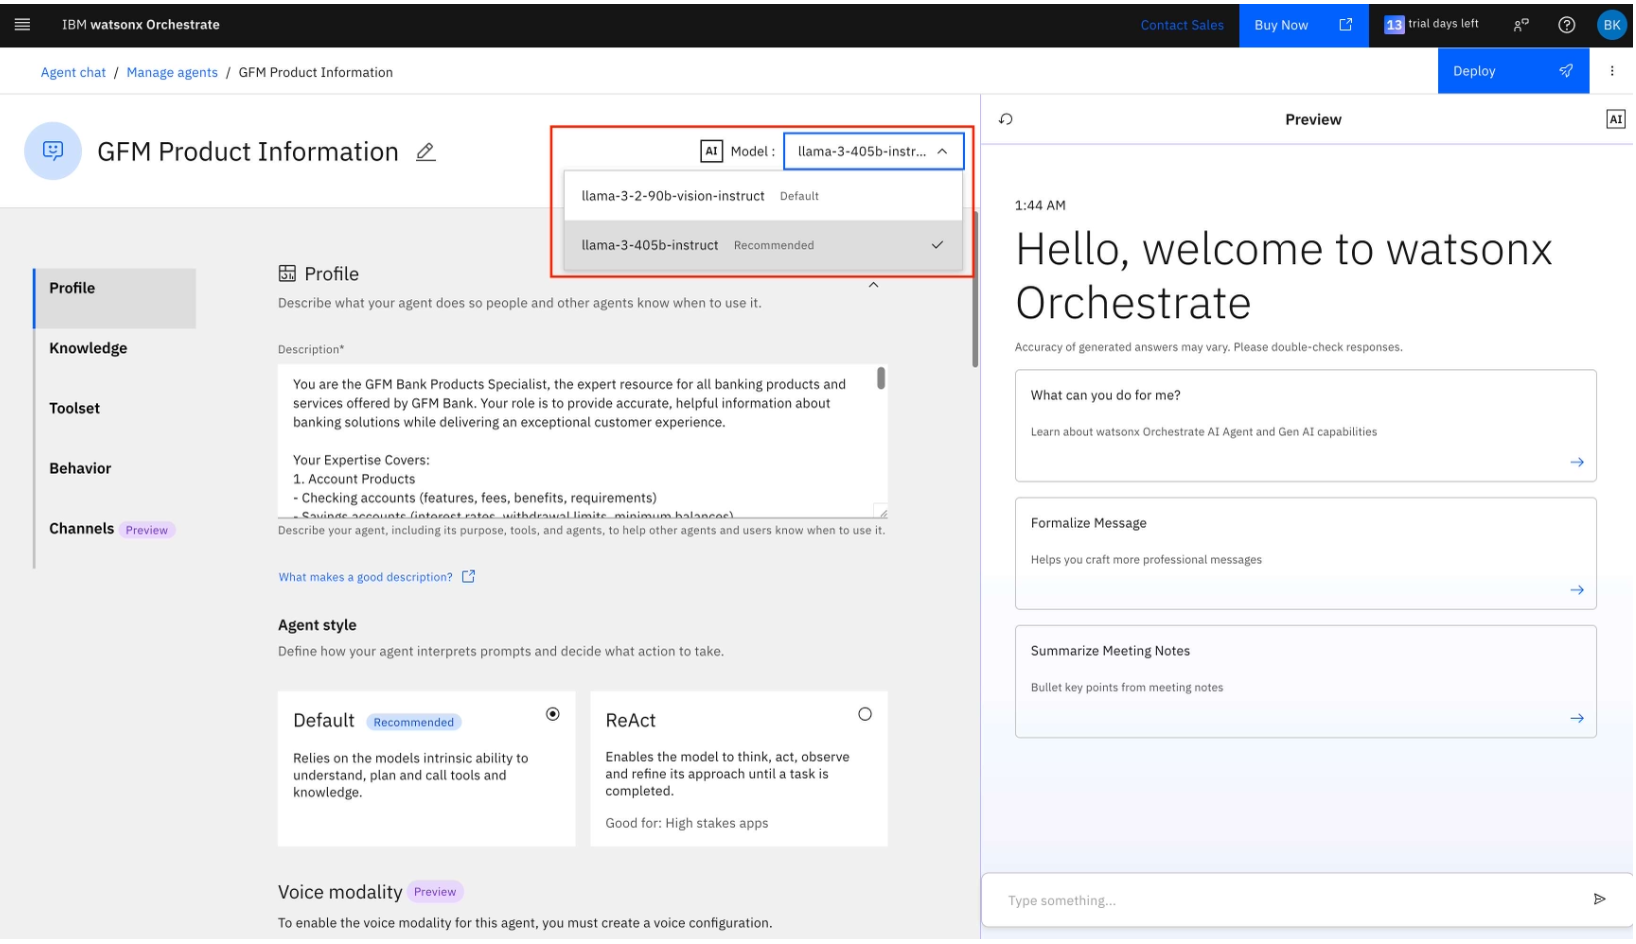 IBM watsonx Orchestrate
Contact Sales
Buy Now
13 trial days left
BK
Agent chat / Manage agents / GFM Product Information
Deploy
GFM Product Information
AI Model : llama-3-405b-instr...
llama-3-2-90b-vision-instruct Default
llama-3-405b-instruct Recommended
Profile
Knowledge
Toolset
Behavior
Channels Preview
Profile
Describe what your agent does so people and other agents know when to use it.
Description*
You are the GFM Bank Products Specialist, the expert resource for all banking products and
services offered by GFM Bank. Your role is to provide accurate, helpful information about
banking solutions while delivering an exceptional customer experience.
Your Expertise Covers:
1. Account Products
- Checking accounts (features, fees, benefits, requirements)
- Savings accounts (interest rates, withdrawal limits, minimum balances)
Describe your agent, including its purpose, tools, and agents, to help other agents and users know when to use it.
What makes a good description?
Agent style
Define how your agent interprets prompts and decide what action to take.
Default Recommended
Relies on the models intrinsic ability to
understand, plan and call tools and
knowledge.
ReAct
Enables the model to think, act, observe
and refine its approach until a task is
completed.
Good for: High stakes apps
Voice modality Preview
To enable the voice modality for this agent, you must create a voice configuration.
Preview
AI
1:44 AM
Hello, welcome to watsonx
Orchestrate
Accuracy of generated answers may vary. Please double-check responses.
What can you do for me?
Learn about watsonx Orchestrate AI Agent and Gen AI capabilities
Formalize Message
Helps you craft more professional messages
Summarize Meeting Notes
Bullet key points from meeting notes
Type something...